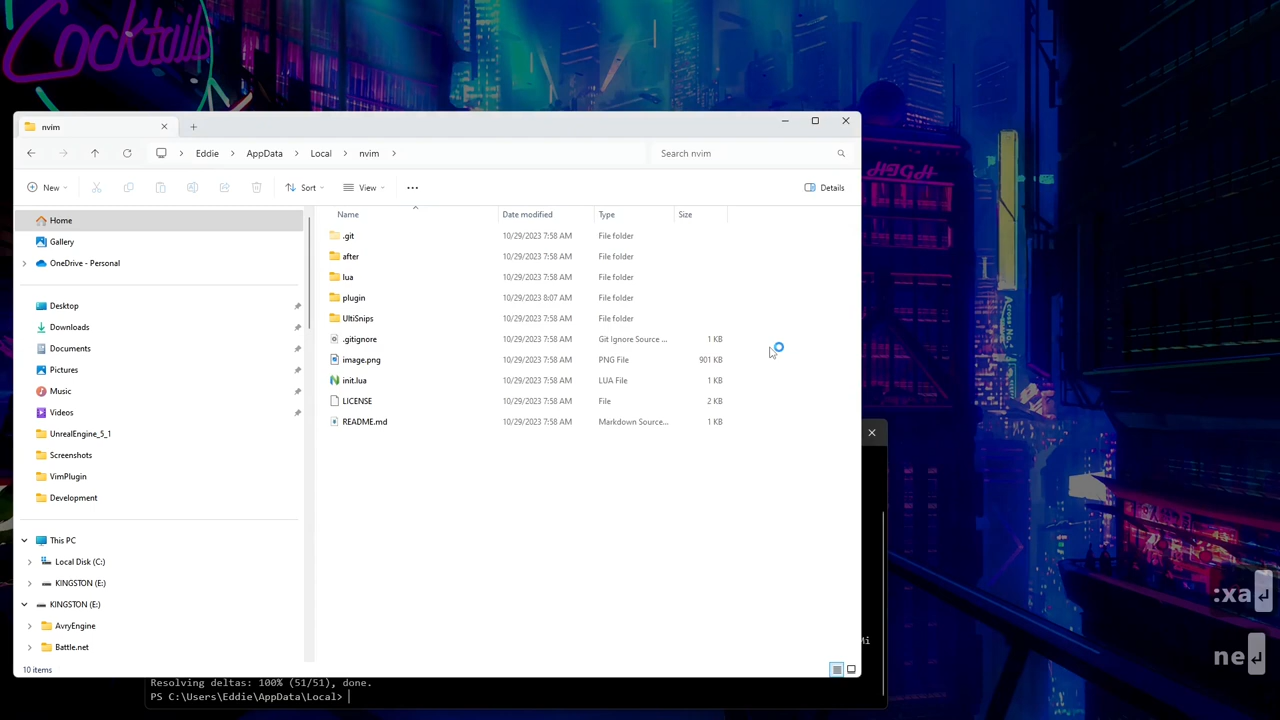 Cocktails
nvim
Eddie
AppData
Local
nvim
Search nvim
New
Sort
View
Details
Home
Gallery
OneDrive - Personal
Desktop
Downloads
Documents
Pictures
Music
Videos
UnrealEngine_5_1
Screenshots
VimPlugin
Development
This PC
Local Disk (C:)
KINGSTON (E:)
KINGSTON (E:)
AvryEngine
Battle.net
Name Date modified Type Size
.git 10/29/2023 7:58 AM File folder
after 10/29/2023 7:58 AM File folder
lua 10/29/2023 7:58 AM File folder
plugin 10/29/2023 8:07 AM File folder
UltiSnips 10/29/2023 7:58 AM File folder
.gitignore 10/29/2023 7:58 AM Git Ignore Source ... 1 KB
image.png 10/29/2023 7:58 AM PNG File 901 KB
init.lua 10/29/2023 7:58 AM LUA File 1 KB
LICENSE 10/29/2023 7:58 AM File 2 KB
README.md 10/29/2023 7:58 AM Markdown Source... 1 KB
10 items
HIGH
:xa↵
ne↵
Mi
Resolving deltas: 100% (51/51), done.
PS C:\Users\Eddie\AppData\Local>